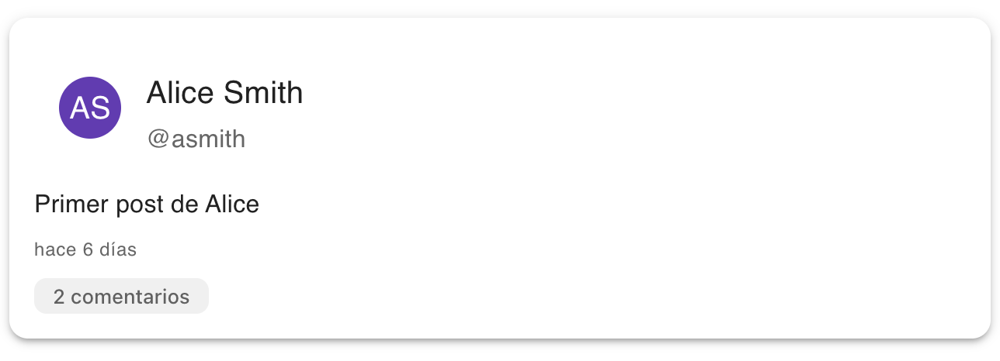 AS
Alice Smith
@asmith
Primer post de Alice
hace 6 días
2 comentarios